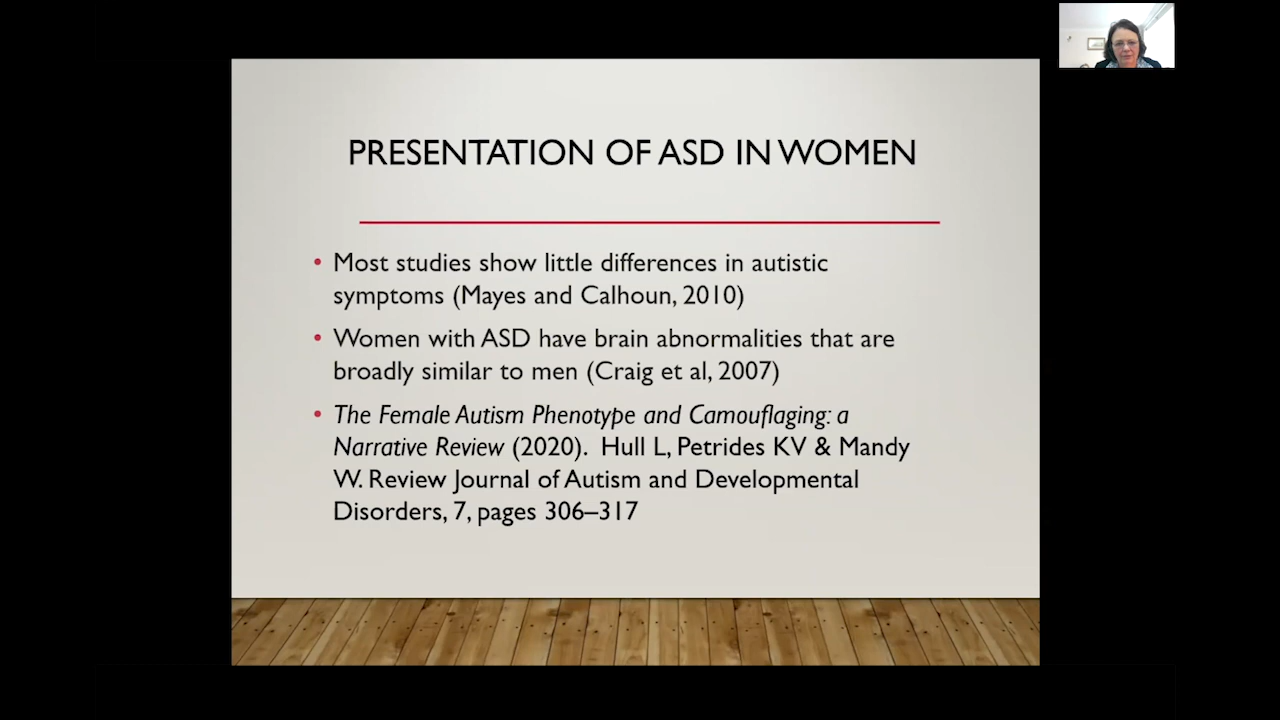 PRESENTATION OF ASD IN WOMEN
• Most studies show little differences in autistic
symptoms (Mayes and Calhoun, 2010)
• Women with ASD have brain abnormalities that are
broadly similar to men (Craig et al, 2007)
• The Female Autism Phenotype and Camouflaging: a
Narrative Review (2020). Hull L, Petrides KV & Mandy
W. Review Journal of Autism and Developmental
Disorders, 7, pages 306–317